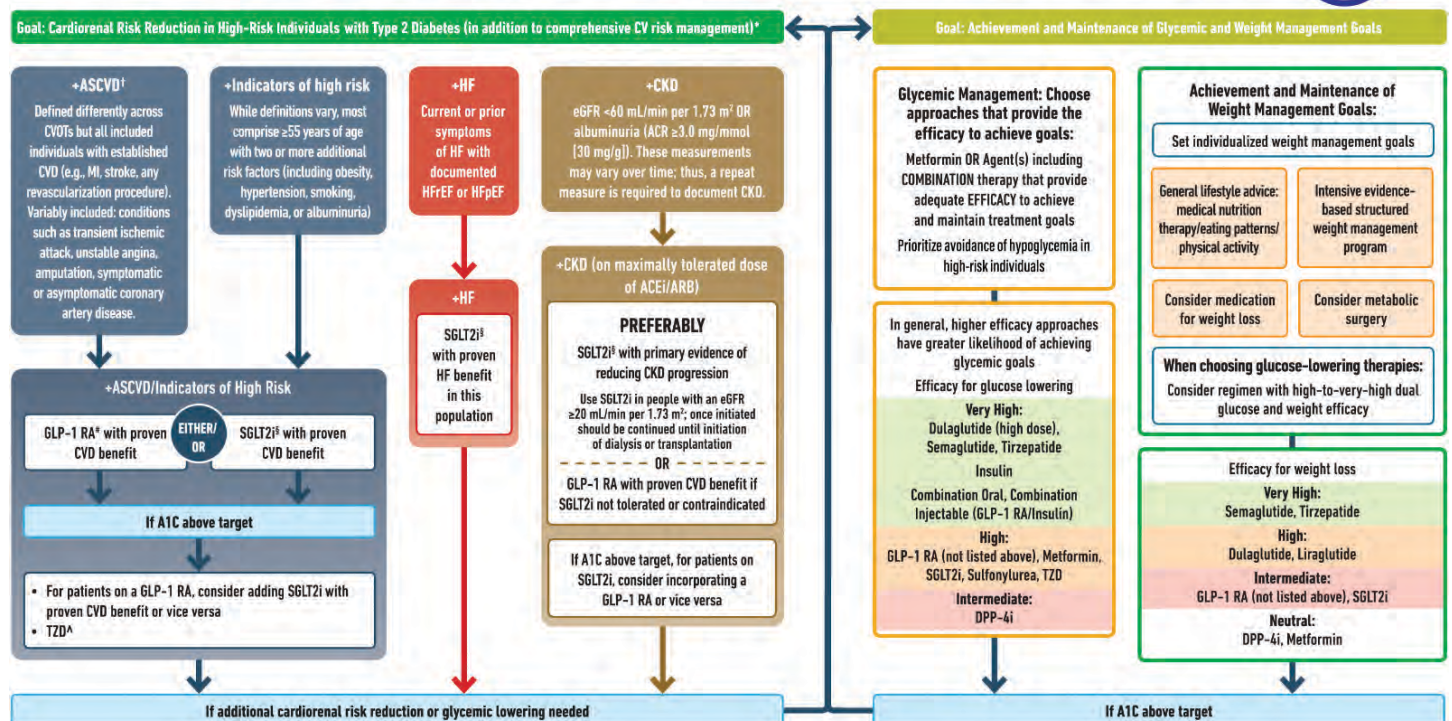 Goal: Cardiorenal Risk Reduction in High-Risk Individuals with Type 2 Diabetes (in addition to comprehensive CV risk management)*
+ASCVD†
Defined differently across
CVOTs but all included
individuals with established
CVD (e.g., MI, stroke, any
revascularization procedure).
Variably included: conditions
such as transient ischemic
attack, unstable angina,
amputation, symptomatic
or asymptomatic coronary
artery disease.
+Indicators of high risk
While definitions vary, most
comprise ≥55 years of age
with two or more additional
risk factors (including obesity,
hypertension, smoking,
dyslipidemia, or albuminuria)
+ASCVD/Indicators of High Risk
GLP-1 RA* with proven
CVD benefit
EITHER/
OR
SGLT2i§ with proven
CVD benefit
If A1C above target
• For patients on a GLP-1 RA, consider adding SGLT2i with
proven CVD benefit or vice versa
• TZD^
+HF
Current or prior
symptoms
of HF with
documented
HFrEF or HFpEF
+HF
SGLT2i§
with proven
HF benefit
in this
population
+CKD
eGFR <60 mL/min per 1.73 m² OR
albuminuria (ACR ≥3.0 mg/mmol
[30 mg/g]). These measurements
may vary over time; thus, a repeat
measure is required to document CKD.
+CKD (on maximally tolerated dose
of ACEi/ARB)
PREFERABLY
SGLT2i§ with primary evidence of
reducing CKD progression
Use SGLT2i in people with an eGFR
≥20 mL/min per 1.73 m²; once initiated
should be continued until initiation
of dialysis or transplantation
OR
GLP-1 RA with proven CVD benefit if
SGLT2i not tolerated or contraindicated
If A1C above target, for patients on
SGLT2i, consider incorporating a
GLP-1 RA or vice versa
If additional cardiorenal risk reduction or glycemic lowering needed
Goal: Achievement and Maintenance of Glycemic and Weight Management Goals
Glycemic Management: Choose
approaches that provide the
efficacy to achieve goals:
Metformin OR Agent(s) including
COMBINATION therapy that provide
adequate EFFICACY to achieve
and maintain treatment goals
Prioritize avoidance of hypoglycemia in
high-risk individuals
In general, higher efficacy approaches
have greater likelihood of achieving
glycemic goals
Efficacy for glucose lowering
Very High:
Dulaglutide (high dose),
Semaglutide, Tirzepatide
Insulin
Combination Oral, Combination
Injectable (GLP-1 RA/Insulin)
High:
GLP-1 RA (not listed above), Metformin,
SGLT2i, Sulfonylurea, TZD
Intermediate:
DPP-4i
Achievement and Maintenance of
Weight Management Goals:
Set individualized weight management goals
General lifestyle advice:
medical nutrition
therapy/eating patterns/
physical activity
Intensive evidence-
based structured
weight management
program
Consider medication
for weight loss
Consider metabolic
surgery
When choosing glucose-lowering therapies:
Consider regimen with high-to-very-high dual
glucose and weight efficacy
Efficacy for weight loss
Very High:
Semaglutide, Tirzepatide
High:
Dulaglutide, Liraglutide
Intermediate:
GLP-1 RA (not listed above), SGLT2i
Neutral:
DPP-4i, Metformin
If A1C above target